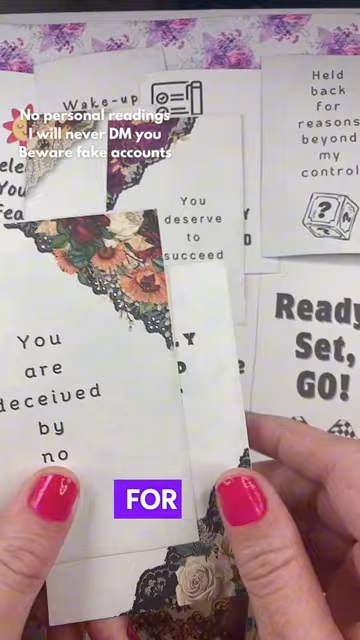 Wake-up
No personal readings
I will never DM you
Beware fake accounts
Held
back
for
reasons
beyond
my
control
?
You
deserve
to
succeed
Ready
Set,
GO!
You
are
deceived
by
no
FOR